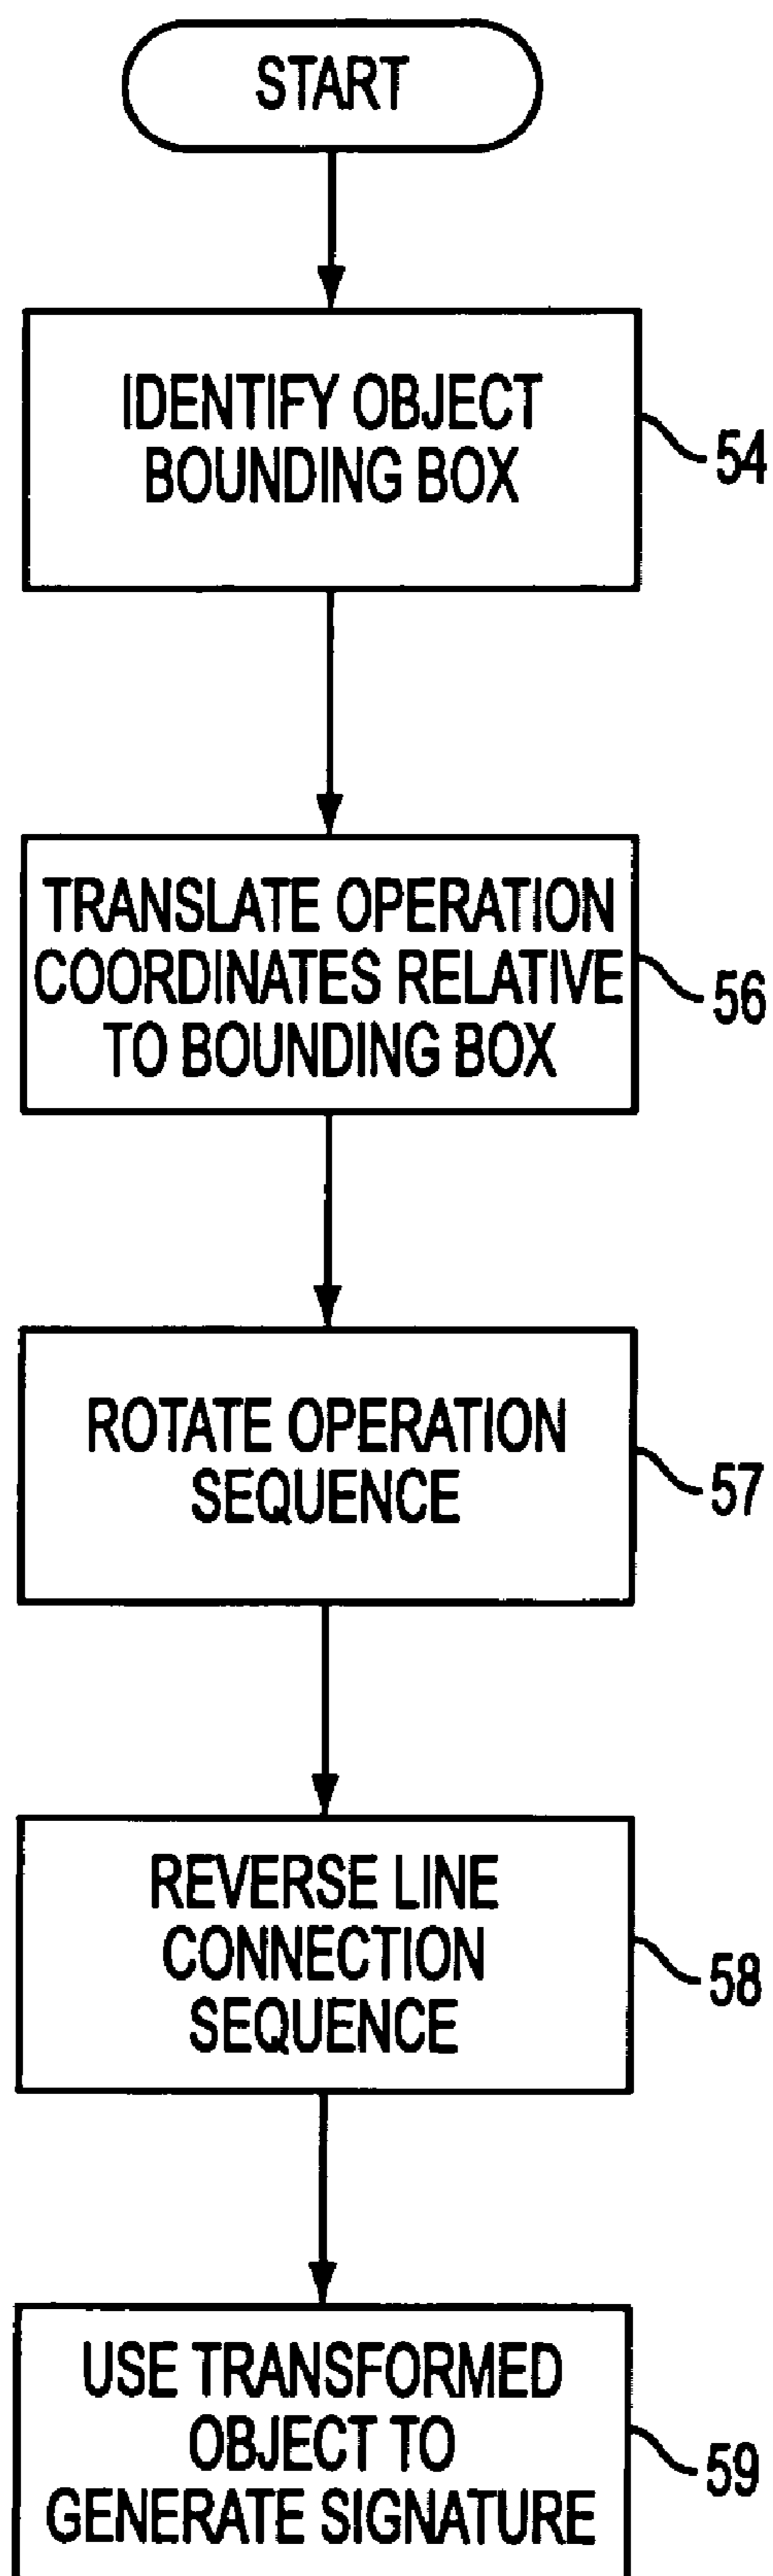 START
IDENTIFY OBJECT
BOUNDING BOX
54
TRANSLATE OPERATION
COORDINATES RELATIVE
TO BOUNDING BOX
56
ROTATE OPERATION
SEQUENCE
57
REVERSE LINE
CONNECTION
SEQUENCE
58
USE TRANSFORMED
OBJECT TO
GENERATE SIGNATURE
59